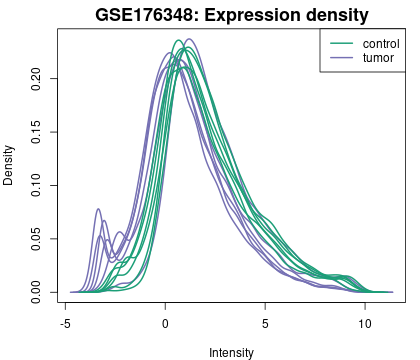 GSE176348: Expression density
control
tumor
Density
0.20
0.15
0.10
0.05
0.00
-5
0
5
10
Intensity